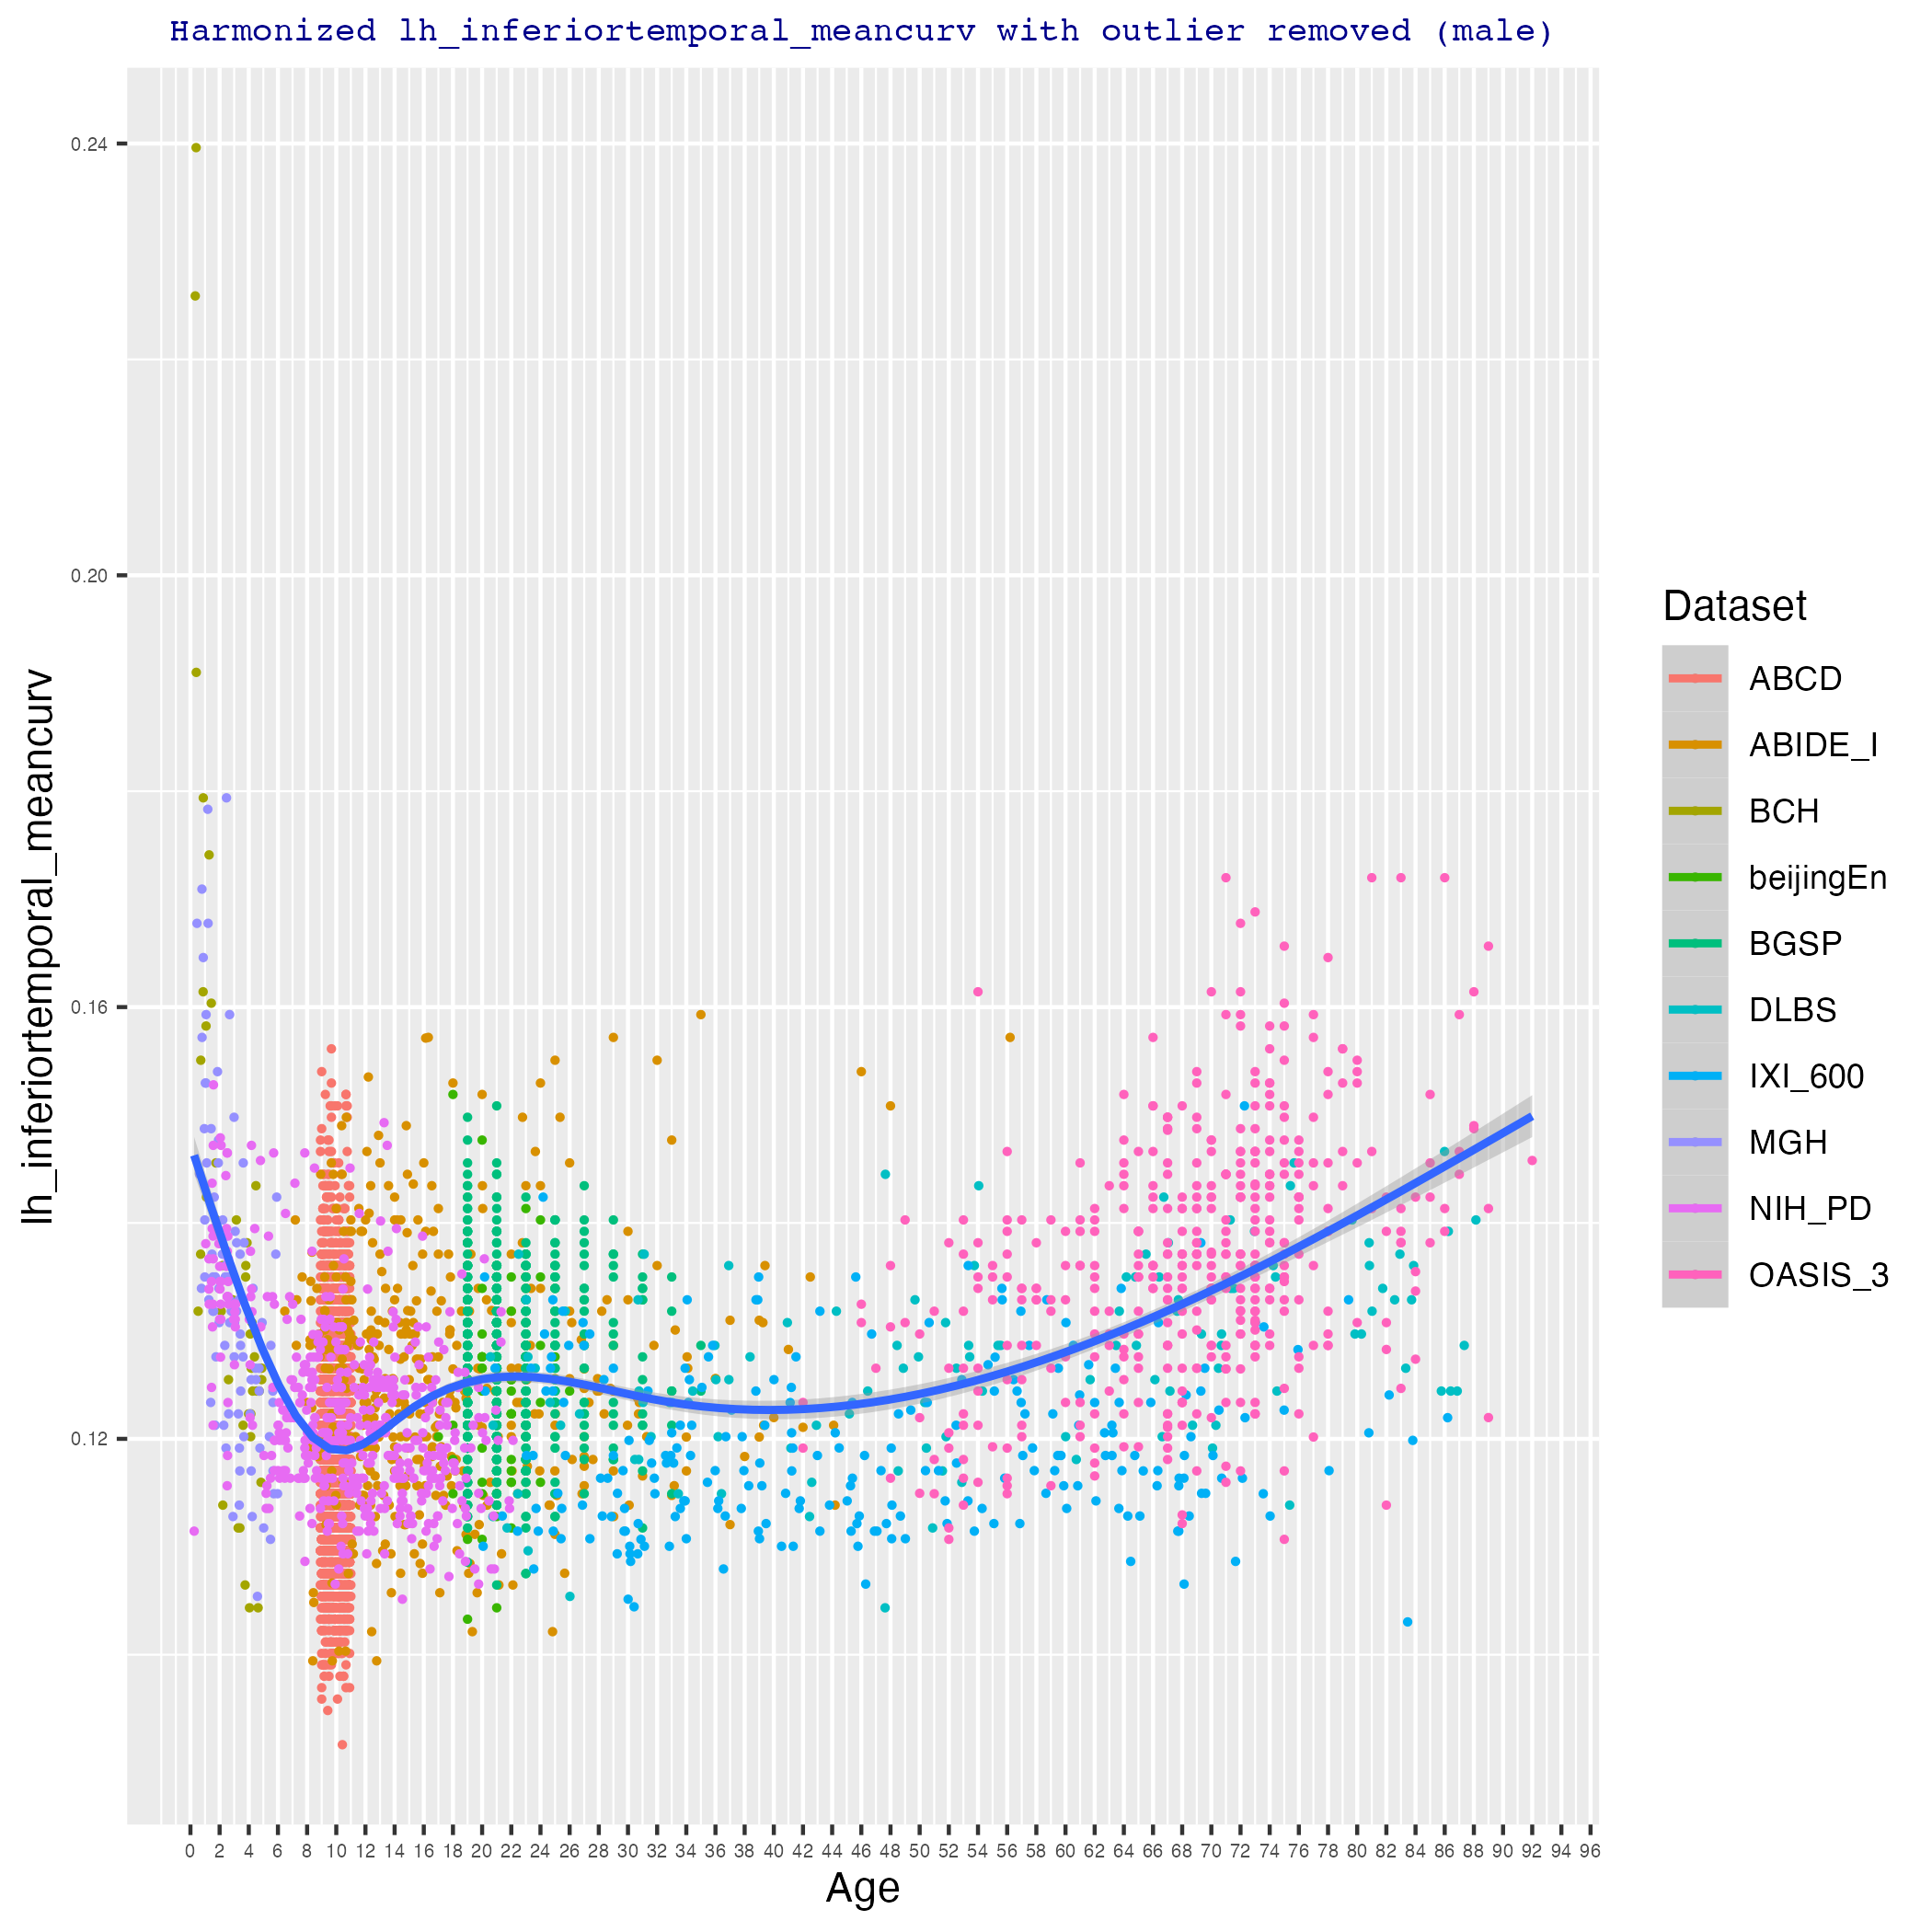 Harmonized lh_inferiortemporal_meancurv with outlier removed (male)
lh_inferiortemporal_meancurv
0.24
0.20
0.16
0.12
0 2 4 6 8 10 12 14 16 18 20 22 24 26 28 30 32 34 36 38 40 42 44 46 48 50 52 54 56 58 60 62 64 66 68 70 72 74 76 78 80 82 84 86 88 90 92 94 96
Age
Dataset
ABCD
ABIDE_I
BCH
beijingEn
BGSP
DLBS
IXI_600
MGH
NIH_PD
OASIS_3